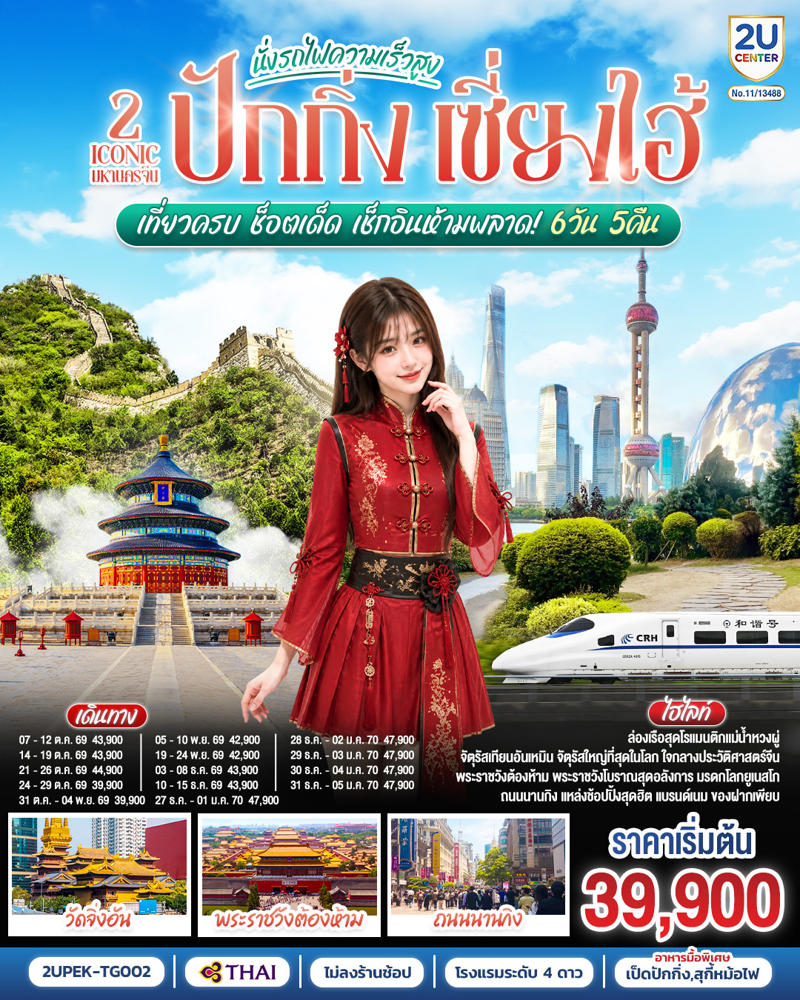 2U
CENTER
No.11/13488
นั่งรถไฟความเร็วสูง
2
ICONIC
มหานครจีน
ปักกิ่ง เซี่ยงไฮ้
เที่ยวครบ ช็อตเด็ด เช็กอินห้ามพลาด! 6วัน 5คืน
CRH
CRH2A 4010
和谐号
เดินทาง
07 - 12 ต.ค. 69 43,900
14 - 19 ต.ค. 69 43,900
21 - 26 ต.ค. 69 44,900
24 - 29 ต.ค. 69 39,900
31 ต.ค. - 04 พ.ย. 69 39,900
05 - 10 พ.ย. 69 42,900
19 - 24 พ.ย. 69 42,900
03 - 08 ธ.ค. 69 43,900
10 - 15 ธ.ค. 69 43,900
27 ธ.ค. - 01 ม.ค. 70 47,900
28 ธ.ค. - 02 ม.ค. 70 47,900
29 ธ.ค. - 03 ม.ค. 70 47,900
30 ธ.ค. - 04 ม.ค. 70 47,900
31 ธ.ค. - 05 ม.ค. 70 47,900
ไฮไลท์
ล่องเรือสุดโรแมนติกแม่น้ำหวงผู่
จัตุรัสเทียนอันเหมิน จัตุรัสใหญ่ที่สุดในโลก ใจกลางประวัติศาสตร์จีน
พระราชวังต้องห้าม พระราชวังโบราณสุดอลังการ มรดกโลกยูเนสโก
ถนนนานกิง แหล่งช้อปปิ้งสุดฮิต แบรนด์เนม ของฝากเพียบ
วัดจิ่งอัน
พระราชวังต้องห้าม
ถนนนานกิง
ราคาเริ่มต้น
39,900
2UPEK-TG002
THAI
ไม่ลงร้านช้อป
โรงแรมระดับ 4 ดาว
อาหารมื้อพิเศษ
เป็ดปักกิ่ง,สุกี้หม้อไฟ